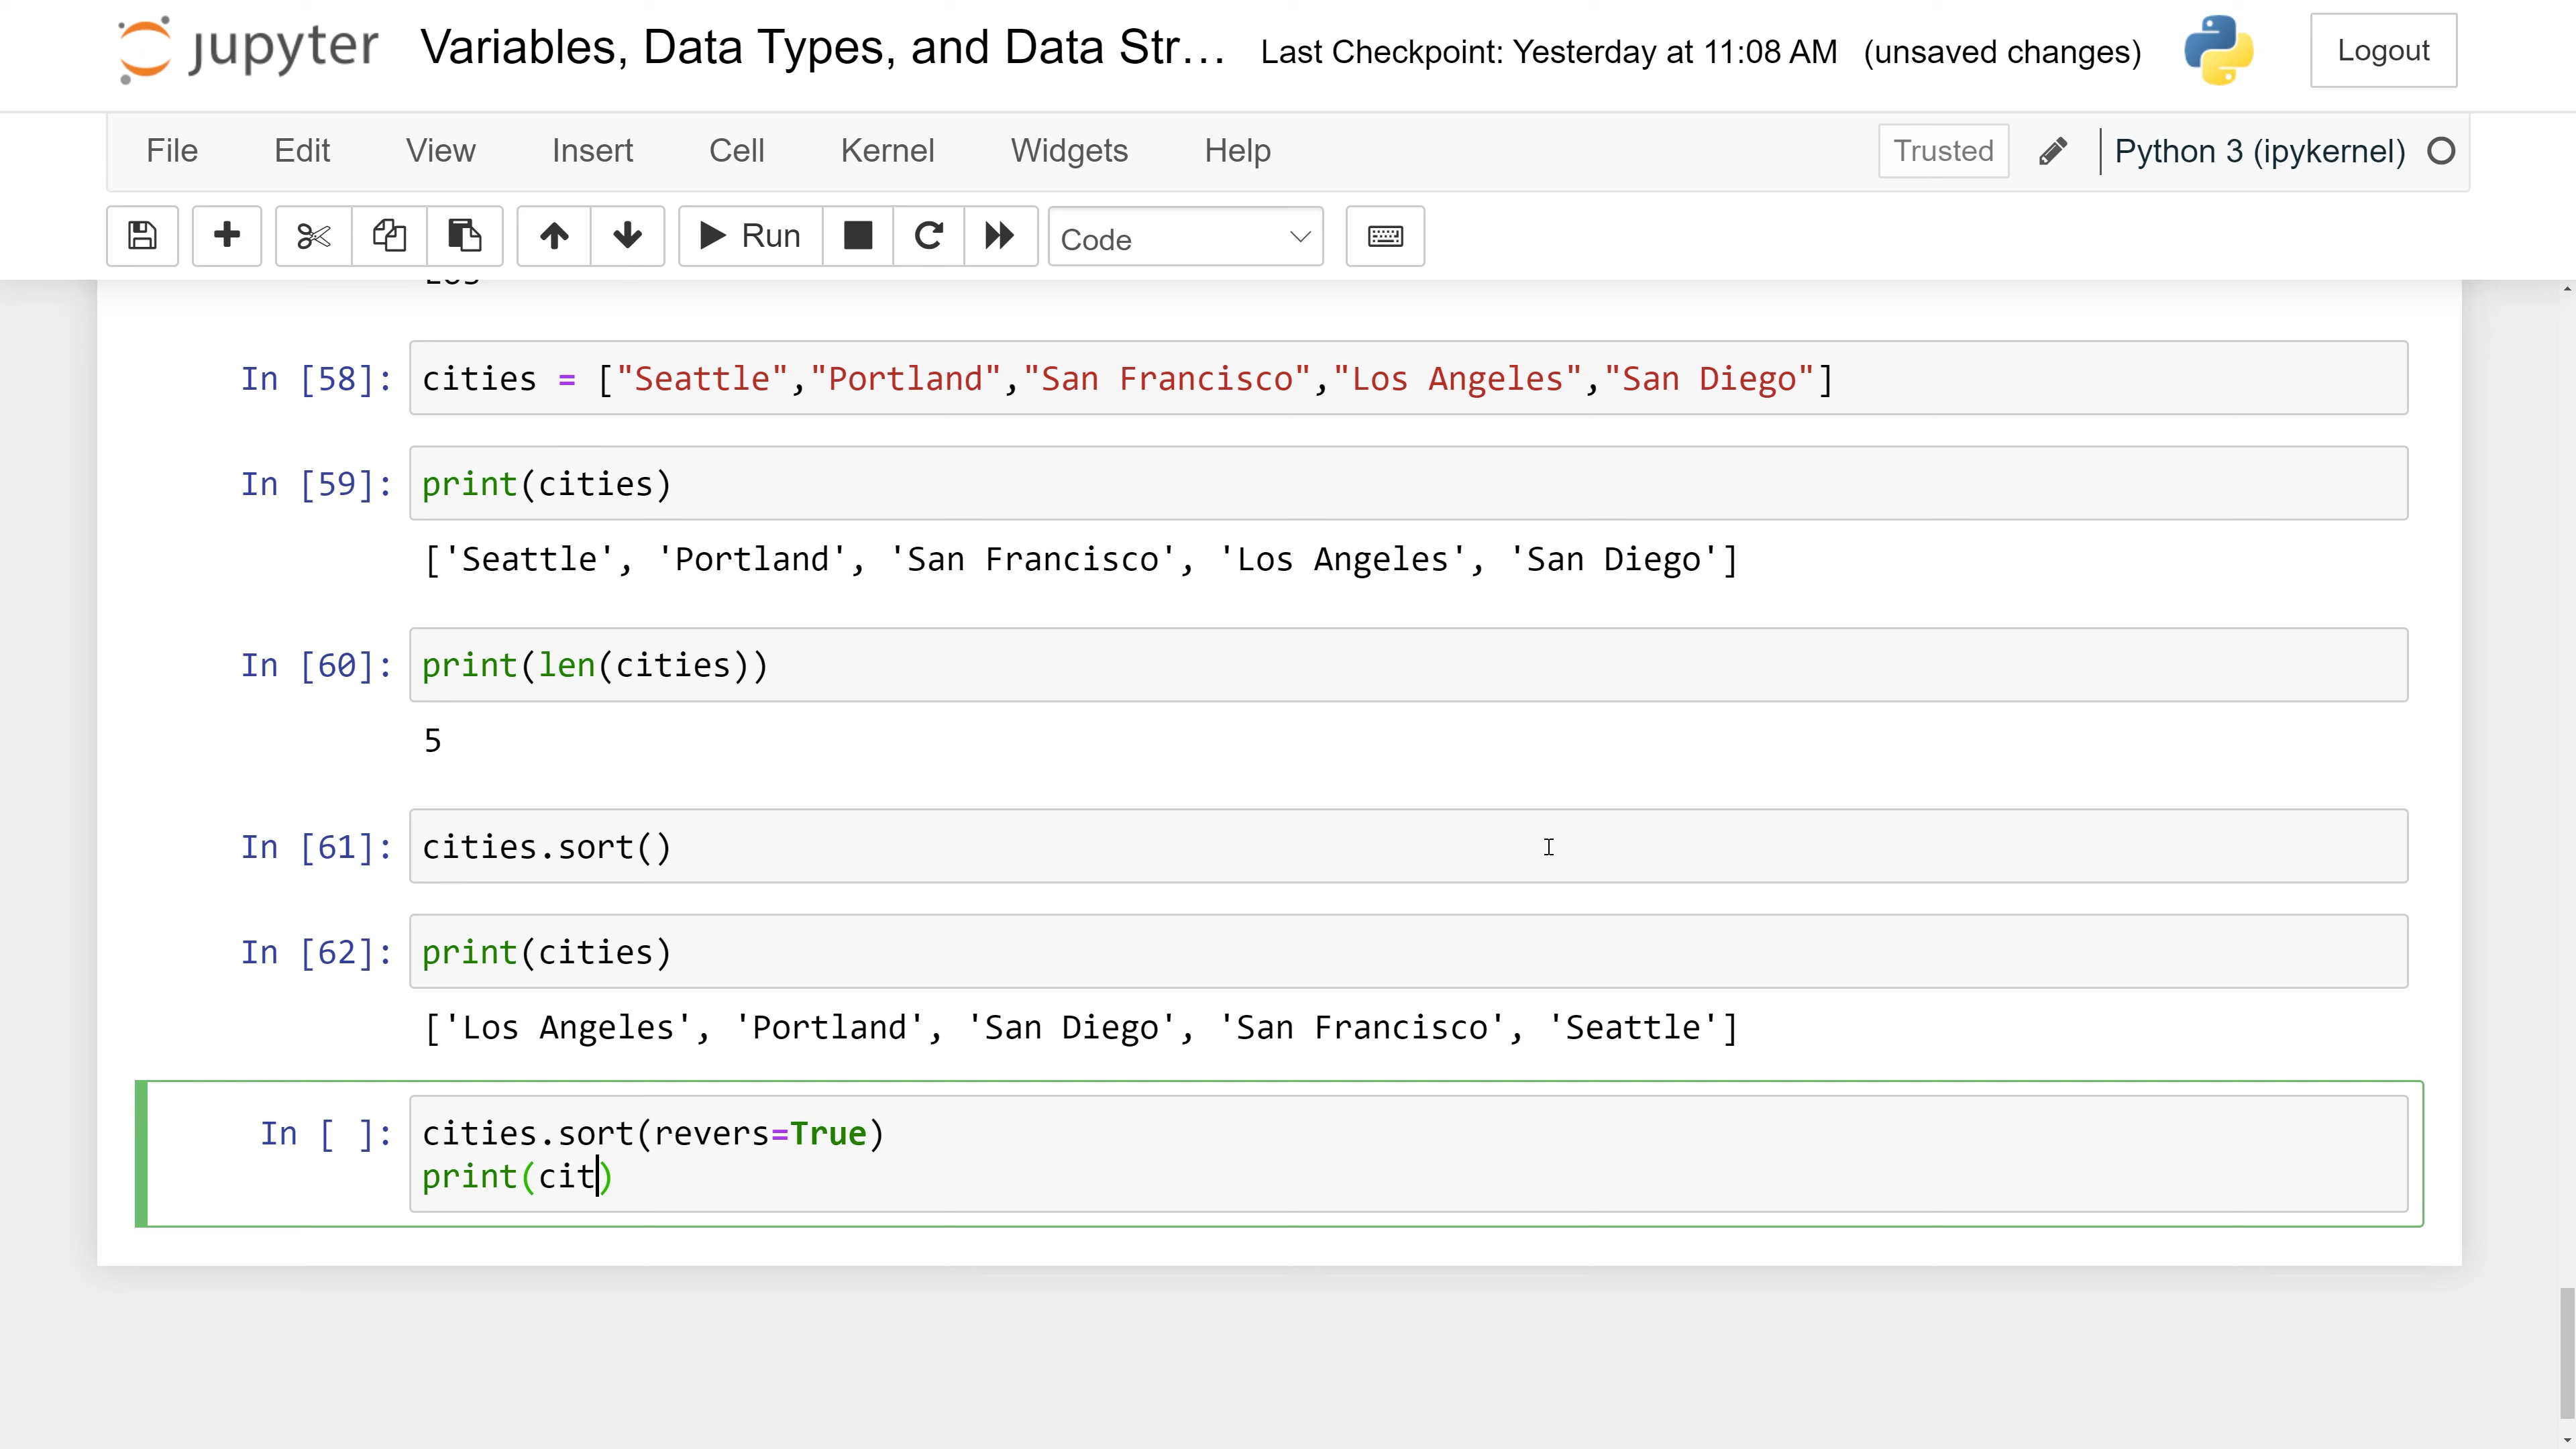 jupyter Variables, Data Types, and Data Str... Last Checkpoint: Yesterday at 11:08 AM (unsaved changes) Logout
File Edit View Insert Cell Kernel Widgets Help Trusted Python 3 (ipykernel)
Run Code
In [58]: cities = ["Seattle","Portland","San Francisco","Los Angeles","San Diego"]
In [59]: print(cities)
['Seattle', 'Portland', 'San Francisco', 'Los Angeles', 'San Diego']
In [60]: print(len(cities))
5
In [61]: cities.sort()
In [62]: print(cities)
['Los Angeles', 'Portland', 'San Diego', 'San Francisco', 'Seattle']
In [ ]: cities.sort(revers=True)
print(cit)